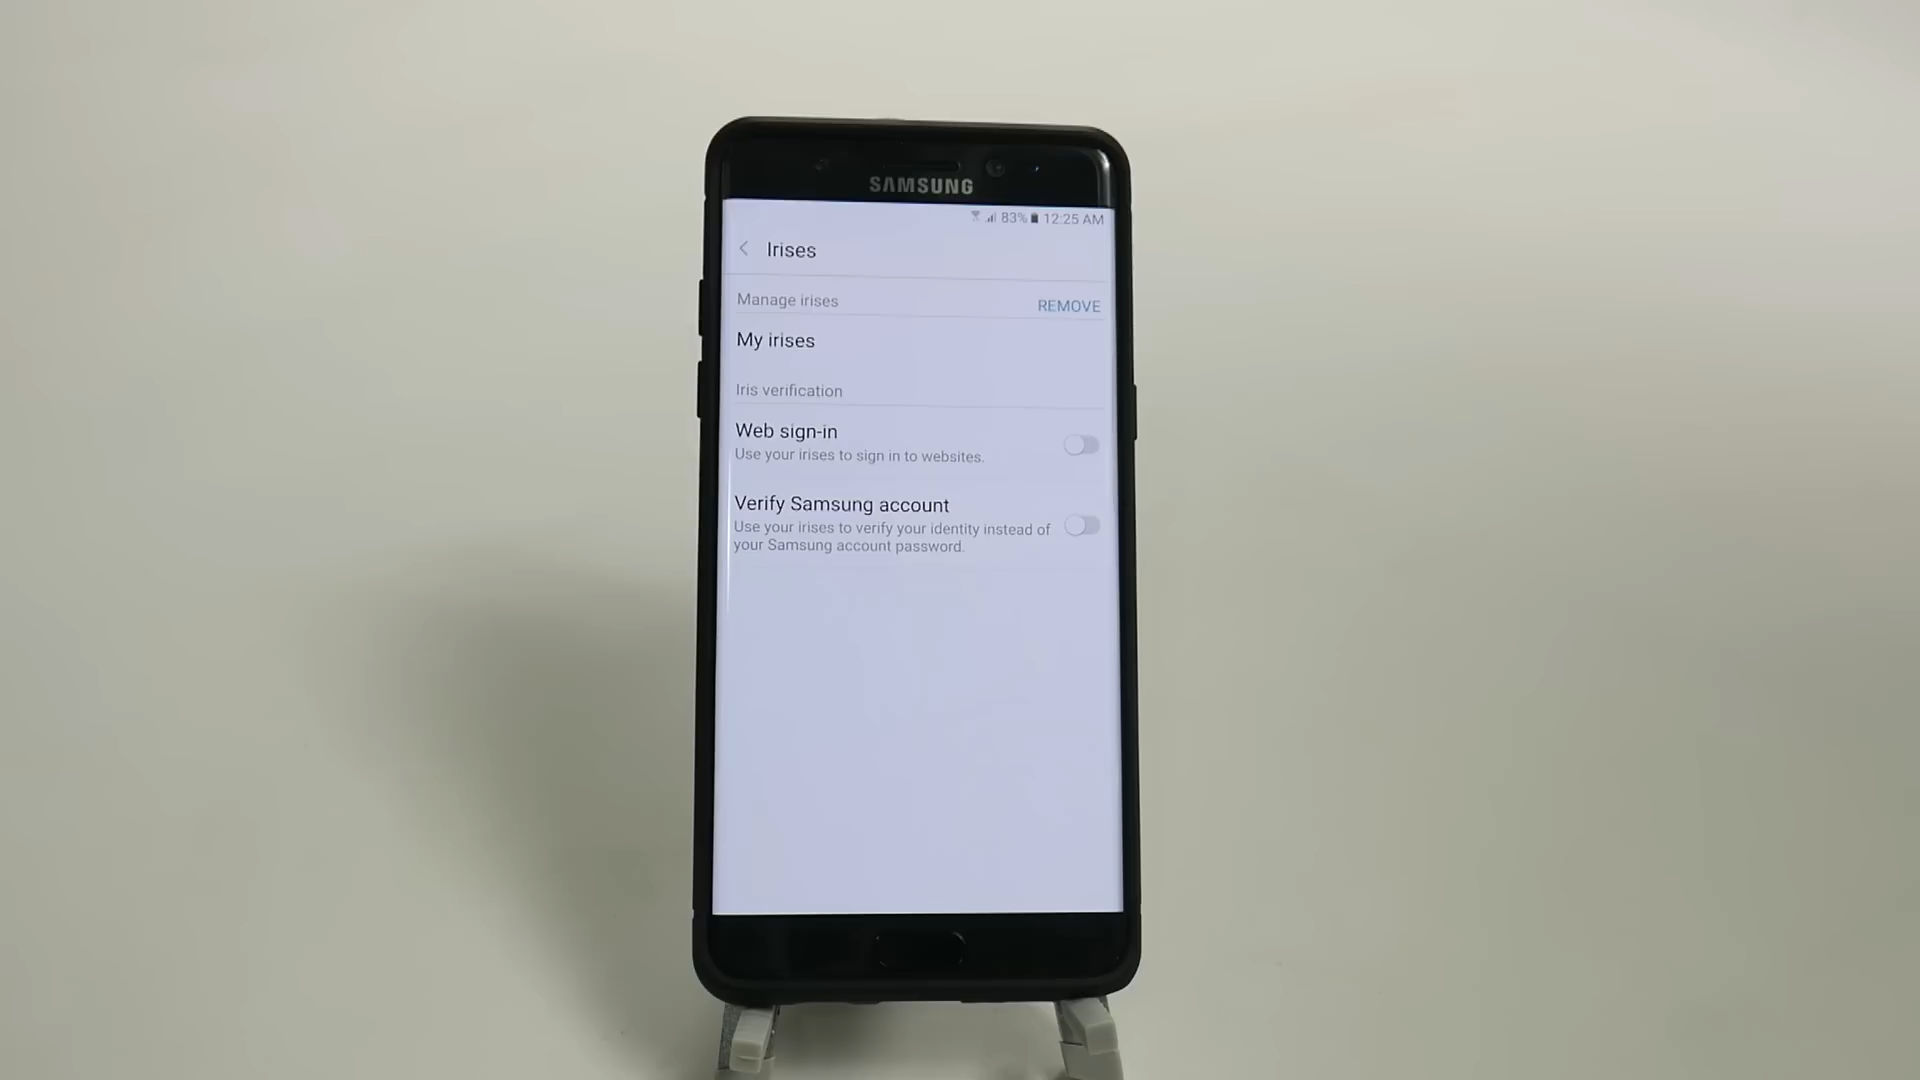 SAMSUNG
83% 12:25 AM
Irises
Manage irises REMOVE
My irises
Iris verification
Web sign-in
Use your irises to sign in to websites.
Verify Samsung account
Use your irises to verify your identity instead of
your Samsung account password.